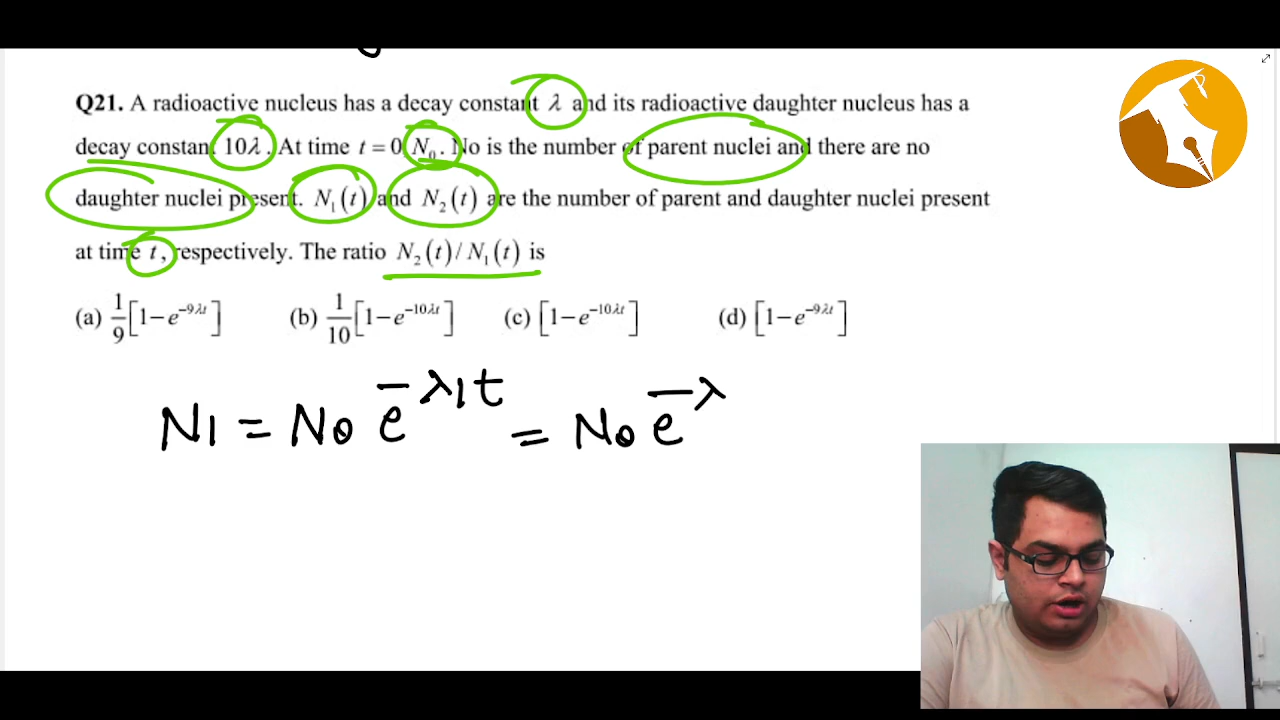 Q21. A radioactive nucleus has a decay constant λ and its radioactive daughter nucleus has a
decay constant 10λ. At time t = 0 N₀. No is the number of parent nuclei and there are no
daughter nuclei present. N₁(t) and N₂(t) are the number of parent and daughter nuclei present
at time t, respectively. The ratio N₂(t)/N₁(t) is
(a) 1/9[1−e^−9λt] (b) 1/10[1−e^−10λt] (c) [1−e^−10λt] (d) [1−e^−9λt]
N1 = N0 e^−λ1t = N0 e^−λ